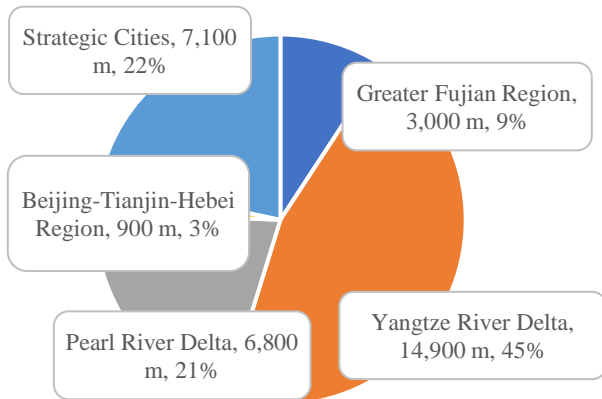 Strategic Cities, 7,100
m, 22%
Greater Fujian Region,
3,000 m, 9%
Beijing-Tianjin-Hebei
Region, 900 m, 3%
Pearl River Delta, 6,800
m, 21%
Yangtze River Delta,
14,900 m, 45%